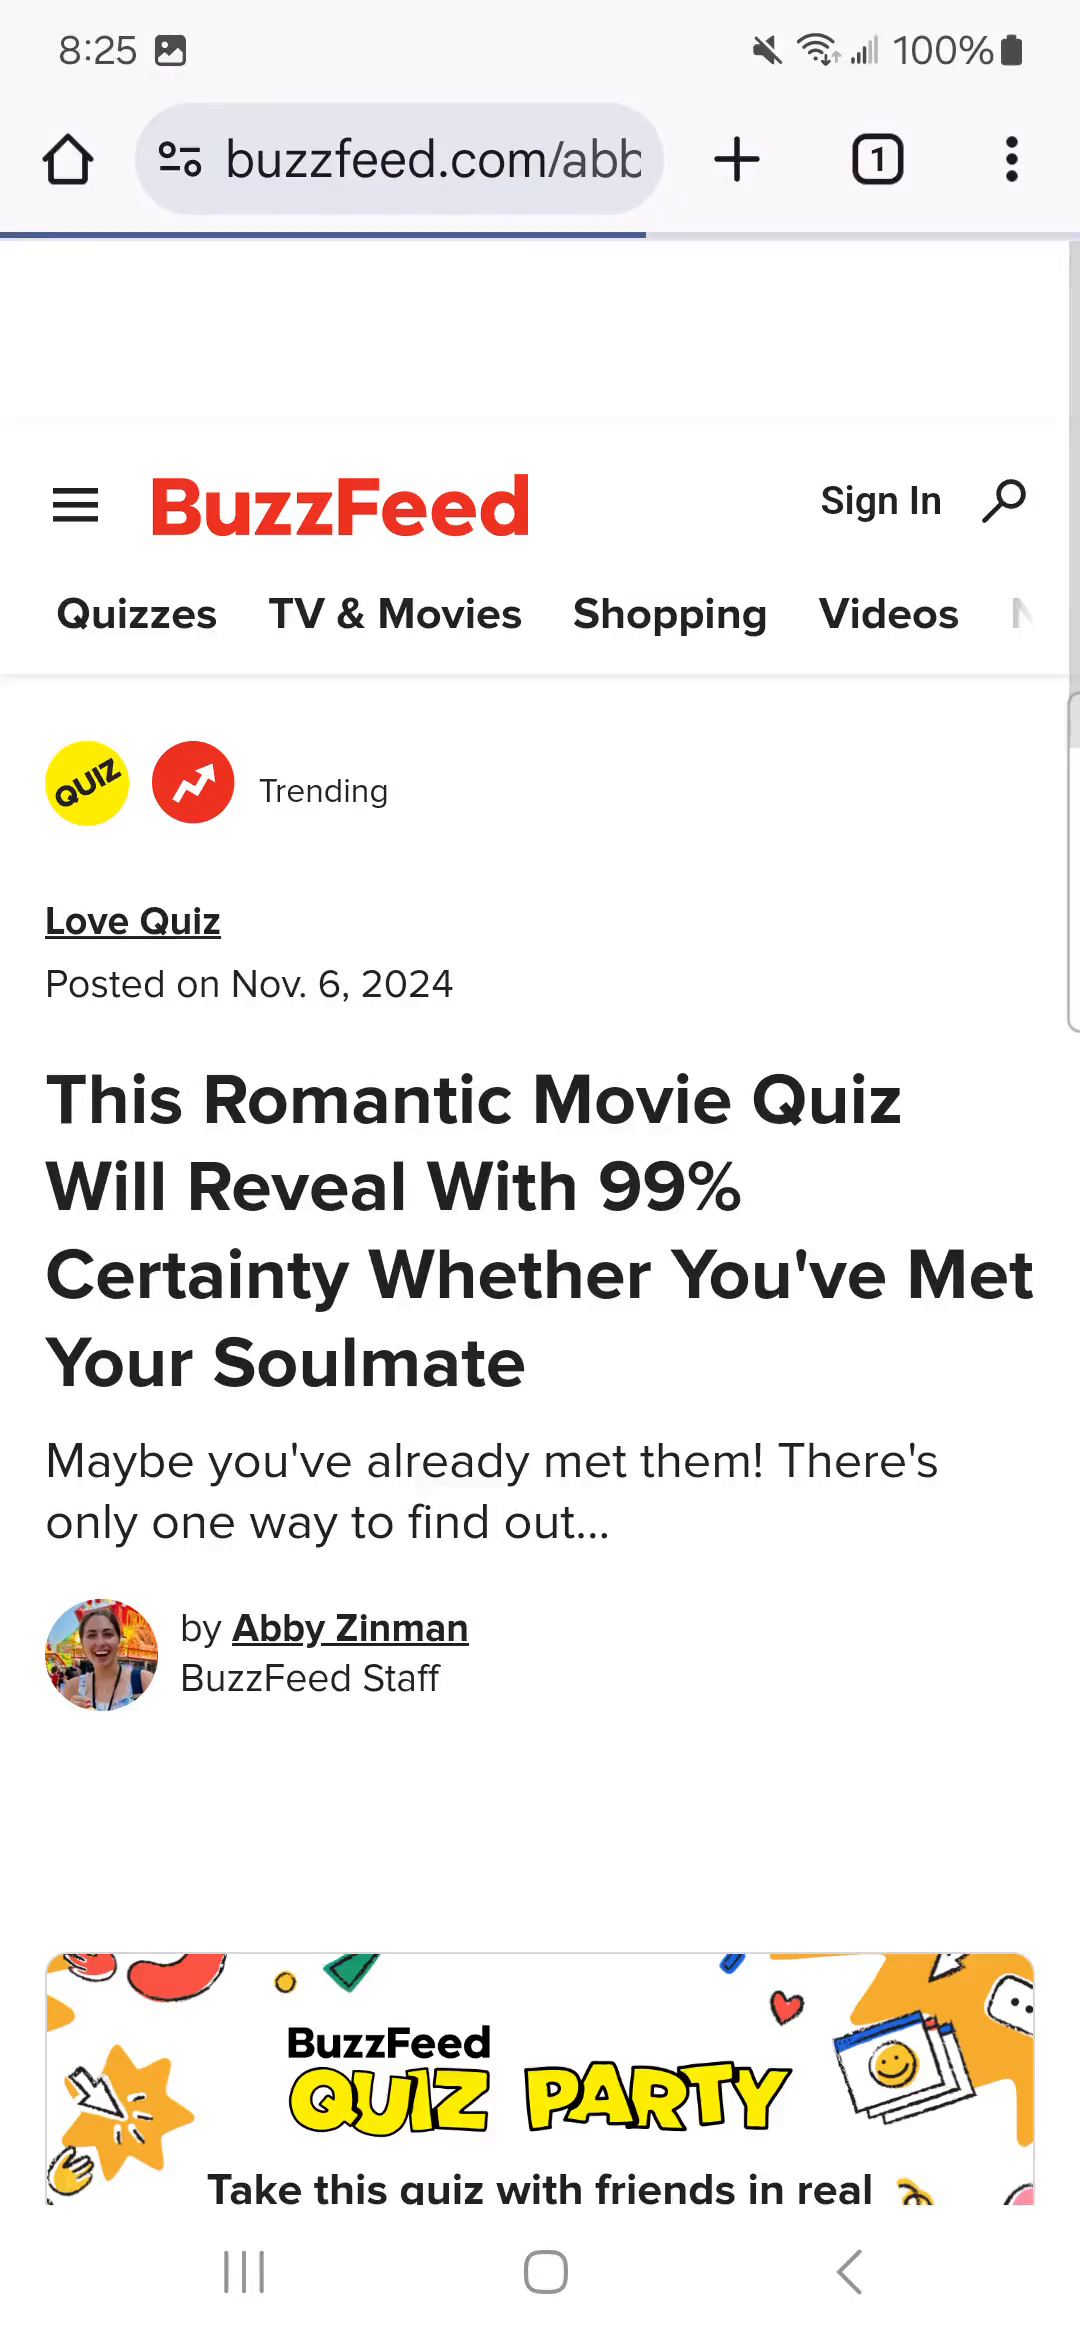 8:25
100%
buzzfeed.com/abb
1
BuzzFeed
Sign In
Quizzes TV & Movies Shopping Videos
QUIZ
Trending
Love Quiz
Posted on Nov. 6, 2024
This Romantic Movie Quiz
Will Reveal With 99%
Certainty Whether You've Met
Your Soulmate
Maybe you've already met them! There's
only one way to find out...
by Abby Zinman
BuzzFeed Staff
BuzzFeed
QUIZ PARTY
Take this quiz with friends in real